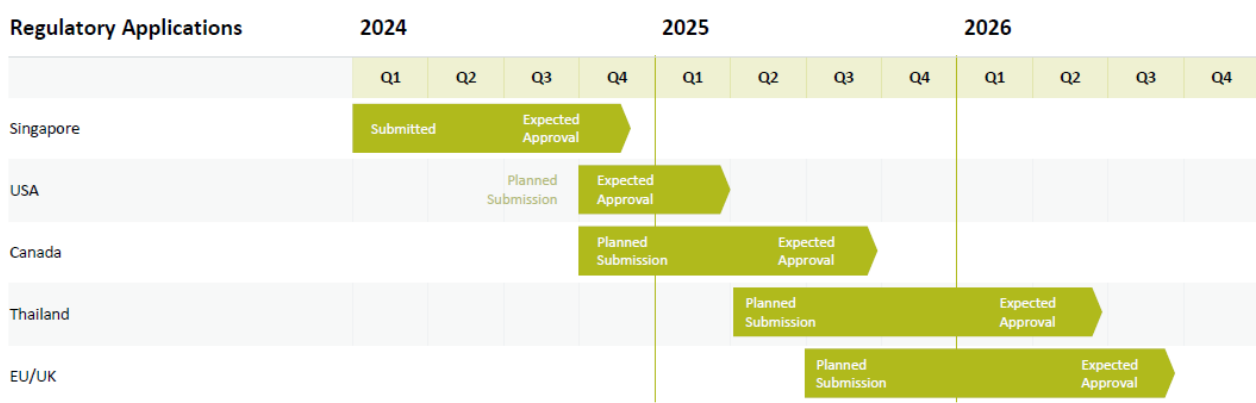 Regulatory Applications 2024 2025 2026
Q1 Q2 Q3 Q4 Q1 Q2 Q3 Q4 Q1 Q2 Q3 Q4
Singapore
Submitted
Expected
Approval
USA
Planned
Submission
Expected
Approval
Canada
Planned
Submission
Expected
Approval
Thailand
Planned
Submission
Expected
Approval
EU/UK
Planned
Submission
Expected
Approval